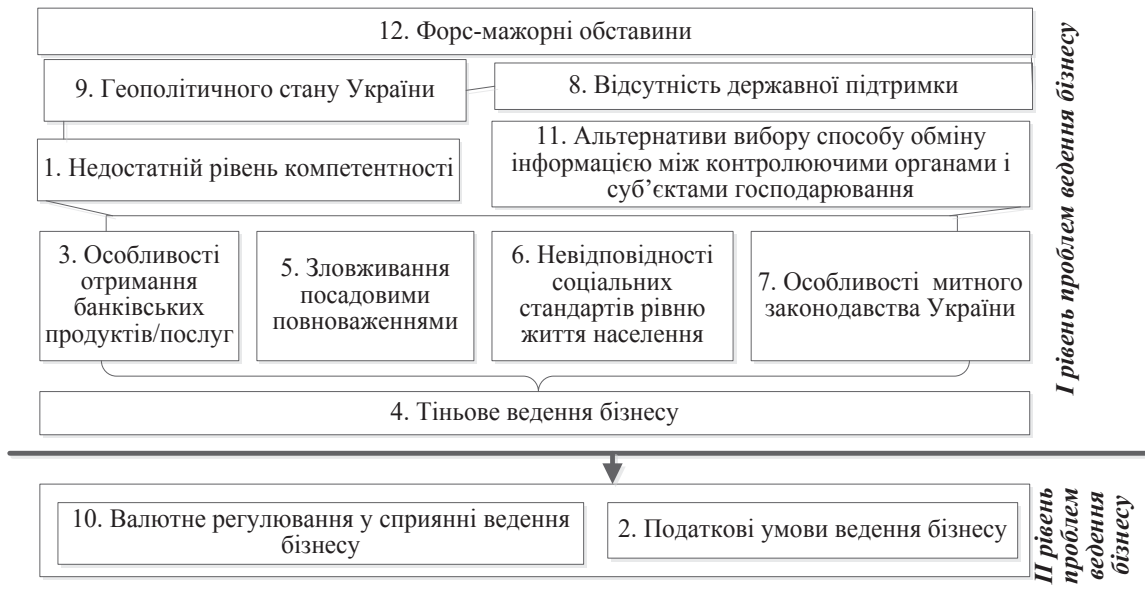 12. Форс-мажорні обставини
9. Геополітичного стану України
8. Відсутність державної підтримки
1. Недостатній рівень компетентності
11. Альтернативи вибору способу обміну
інформацією між контролюючими органами і
суб’єктами господарювання
3. Особливості
отримання
банківських
продуктів/послуг
5. Зловживання
посадовими
повноваженнями
6. Невідповідності
соціальних
стандартів рівню
життя населення
7. Особливості митного
законодавства України
4. Тіньове ведення бізнесу
I рівень проблем ведення бізнесу
10. Валютне регулювання у сприянні ведення
бізнесу
2. Податкові умови ведення бізнесу
II рівень
проблем
ведення
бізнесу